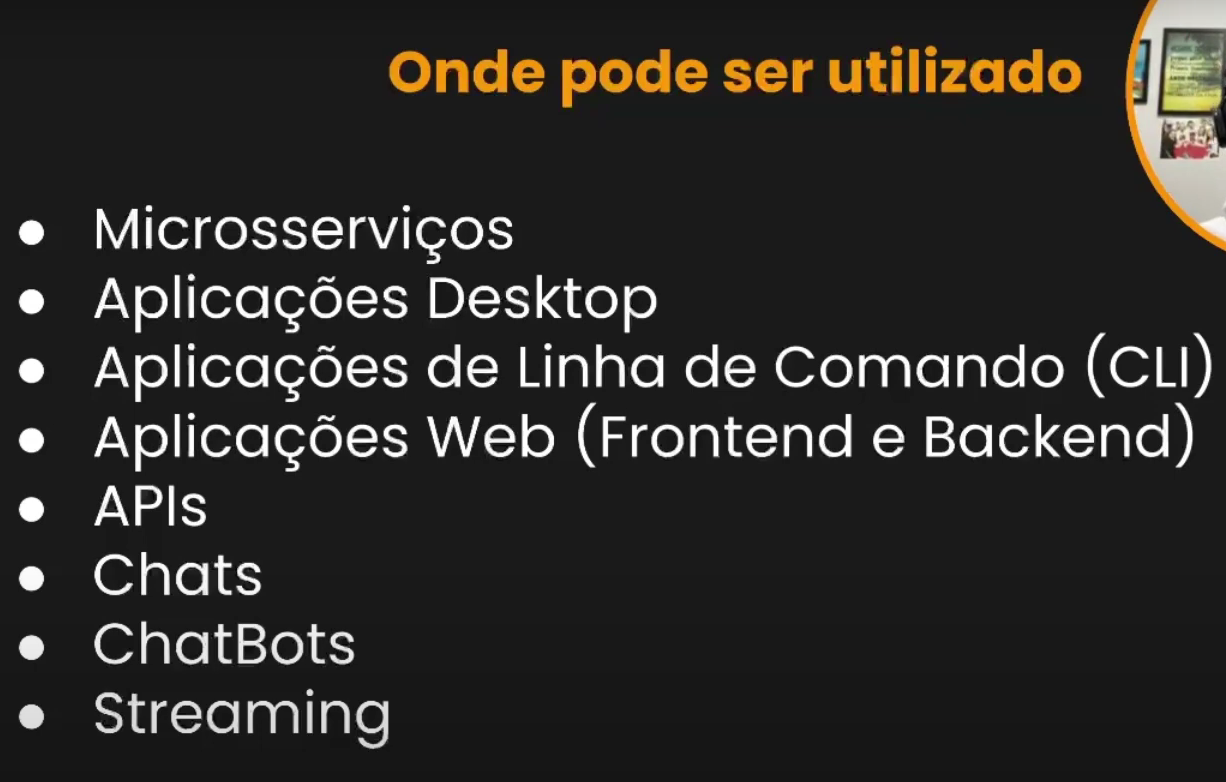 Onde pode ser utilizado
● Microsserviços
● Aplicações Desktop
● Aplicações de Linha de Comando (CLI)
● Aplicações Web (Frontend e Backend)
● APIs
● Chats
● ChatBots
● Streaming